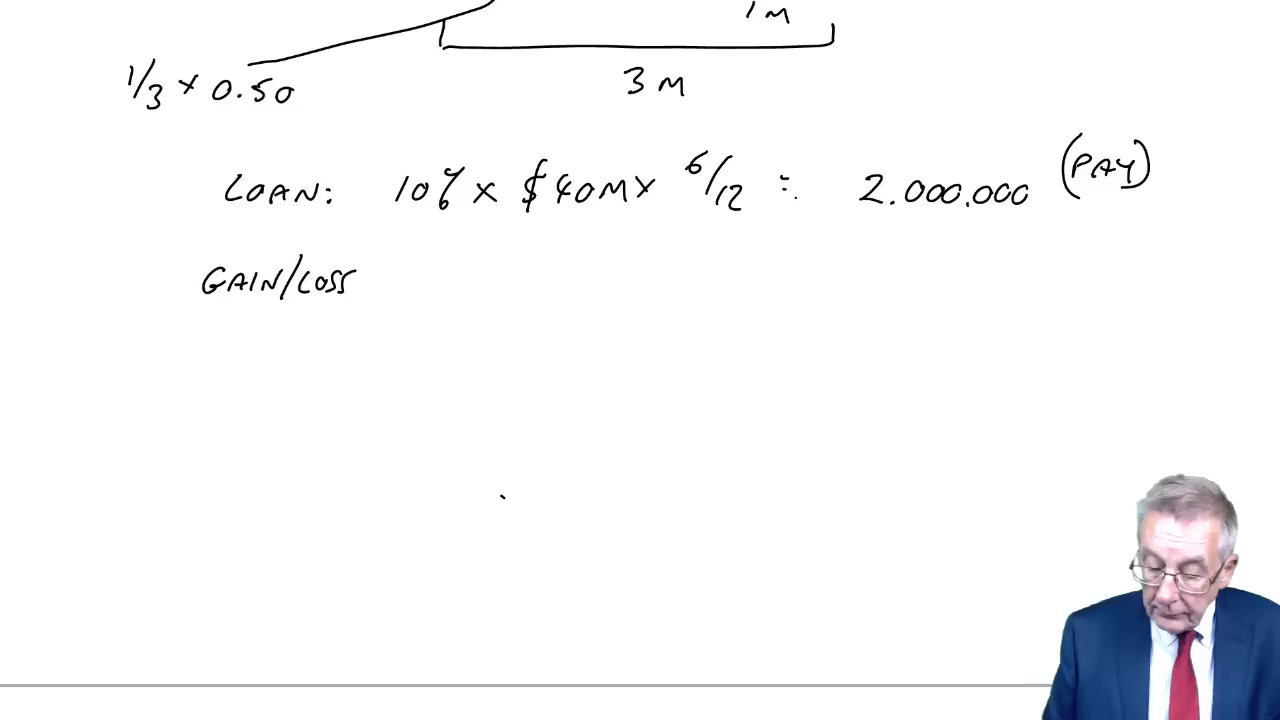 1M
1/3 × 0.50
3 M
LOAN: 10% × $40M × 6/12 = 2.000.000 (PAY)
GAIN/LOSS